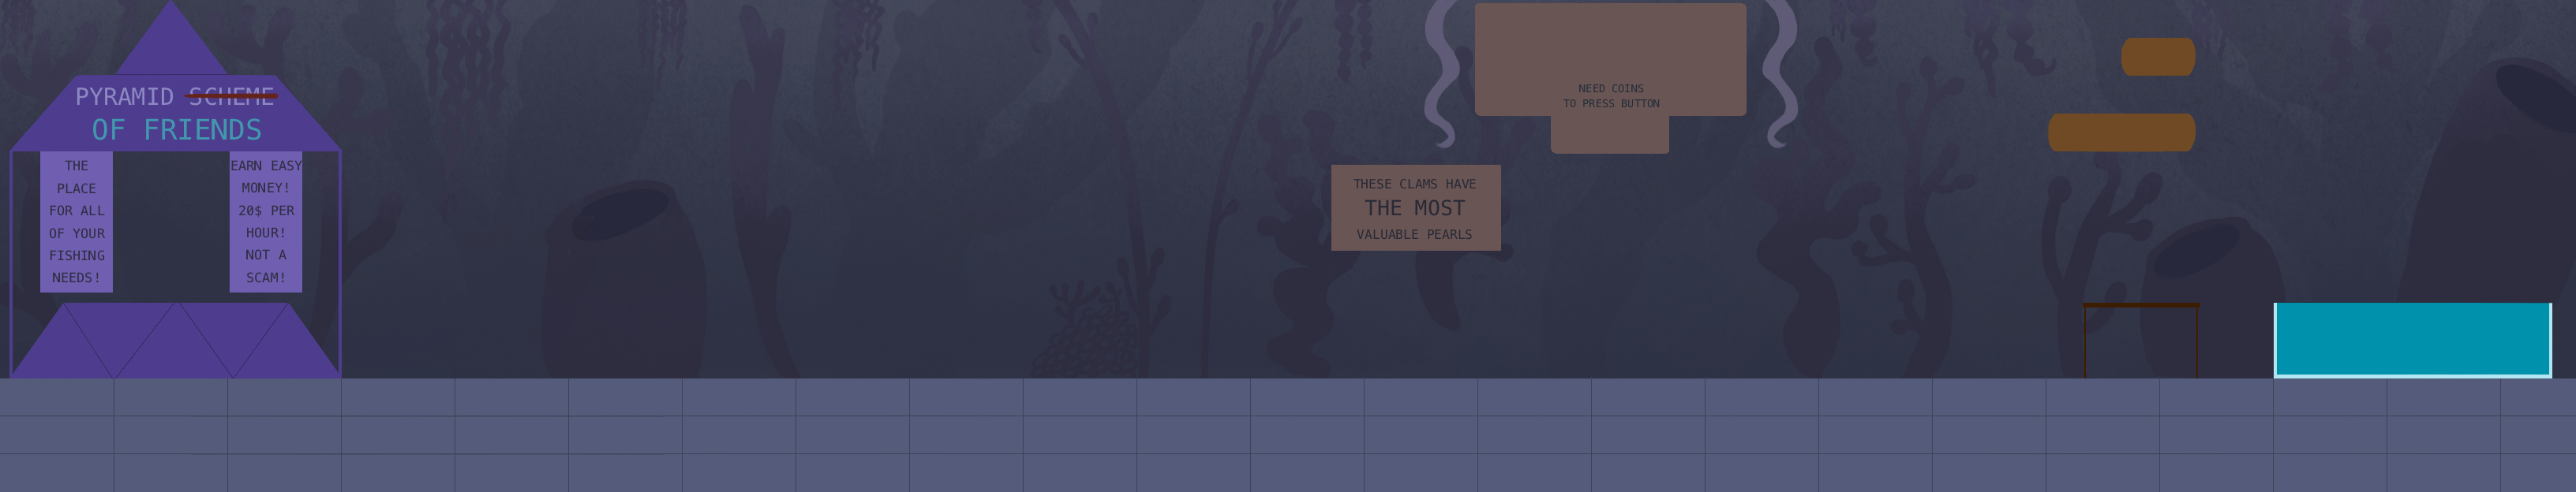 PYRAMID SCHEME
OF FRIENDS
THE
PLACE
FOR ALL
OF YOUR
FISHING
NEEDS!
EARN EASY
MONEY!
20$ PER
HOUR!
NOT A
SCAM!
NEED COINS
TO PRESS BUTTON
THESE CLAMS HAVE
THE MOST
VALUABLE PEARLS